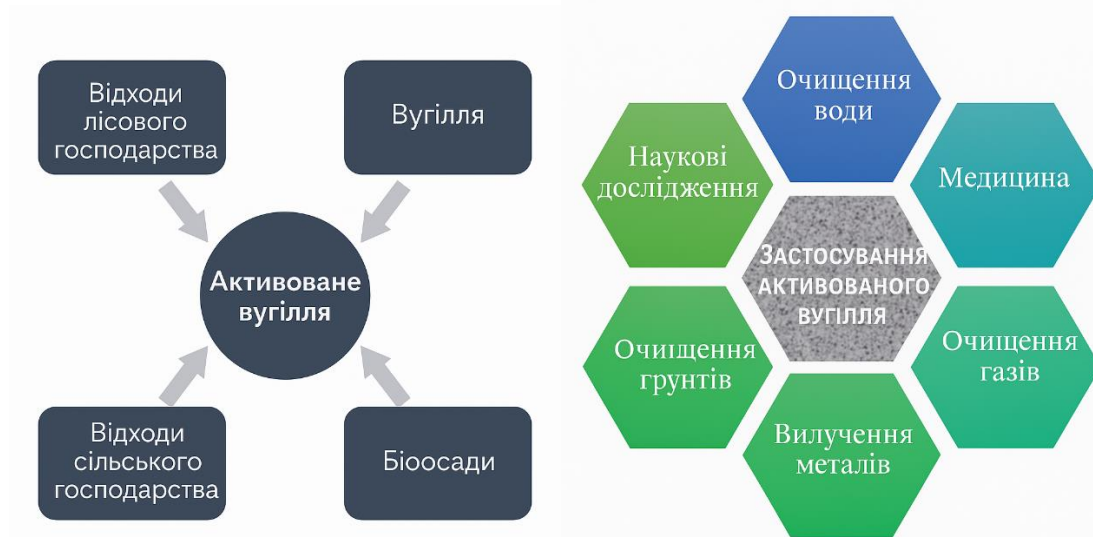 Відходи
лісового
господарства
Вугілля
Активоване
вугілля
Відходи
сільського
господарства
Біоосади
Очищення
води
Наукові
дослідження
Медицина
ЗАСТОСУВАННЯ
АКТИВОВАНОГО
ВУГІЛЛЯ
Очищення
грунтів
Очищення
газів
Вилучення
металів